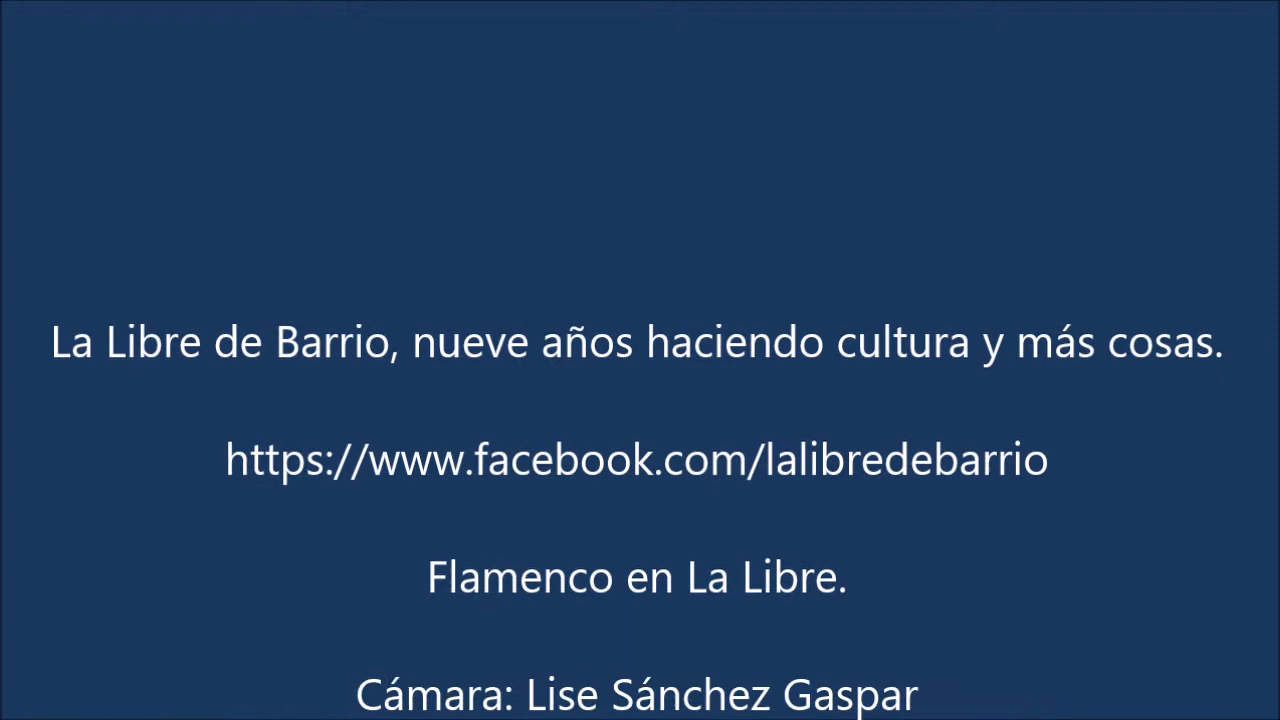 La Libre de Barrio, nueve años haciendo cultura y más cosas.
https://www.facebook.com/lalibredebarrio
Flamenco en La Libre.
Cámara: Lise Sánchez Gaspar